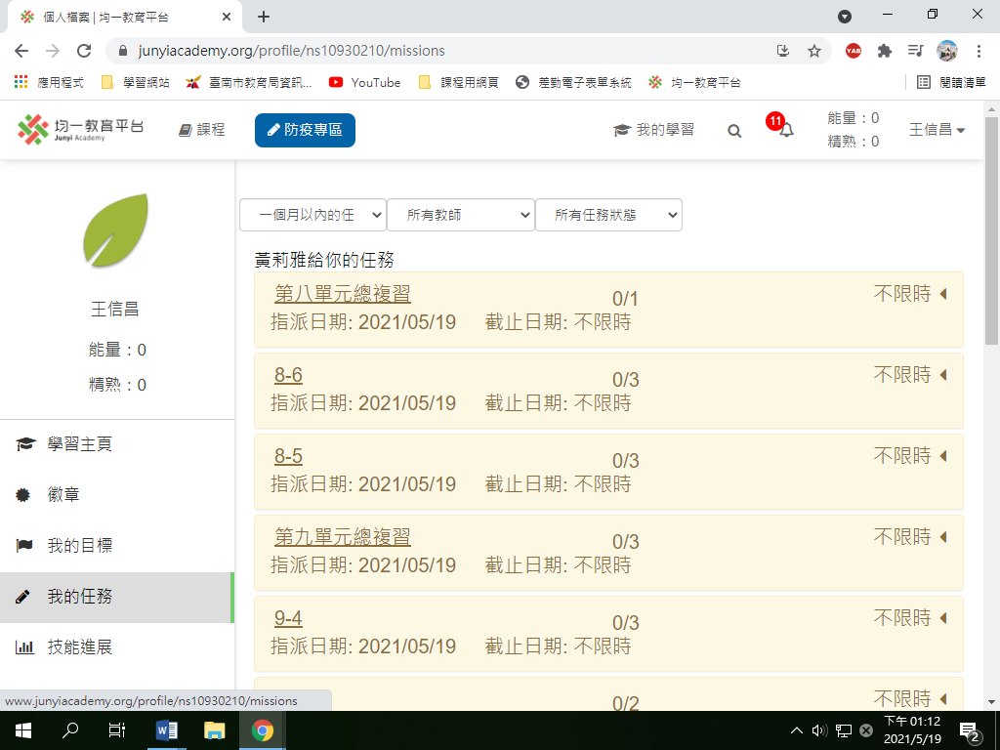 個人檔案 | 均一教育平台
junyiacademy.org/profile/ns10930210/missions
YAB
應用程式 學習網站 臺南市教育局資訊... YouTube 課程用網頁 差勤電子表單系統 均一教育平台 閱讀清單
均一教育平台
Junyi Academy
課程
防疫專區
我的學習
11
能量：0
精熟：0
王信昌
王信昌
能量：0
精熟：0
學習主頁
徽章
我的目標
我的任務
技能進展
一個月以內的任 所有教師 所有任務狀態
黃莉雅給你的任務
第八單元總複習 0/1 不限時
指派日期: 2021/05/19 截止日期: 不限時
8-6 0/3 不限時
指派日期: 2021/05/19 截止日期: 不限時
8-5 0/3 不限時
指派日期: 2021/05/19 截止日期: 不限時
第九單元總複習 0/3 不限時
指派日期: 2021/05/19 截止日期: 不限時
9-4 0/3 不限時
指派日期: 2021/05/19 截止日期: 不限時
0/2 不限時
www.junyiacademy.org/profile/ns10930210/missions
下午 01:12
2021/5/19
2